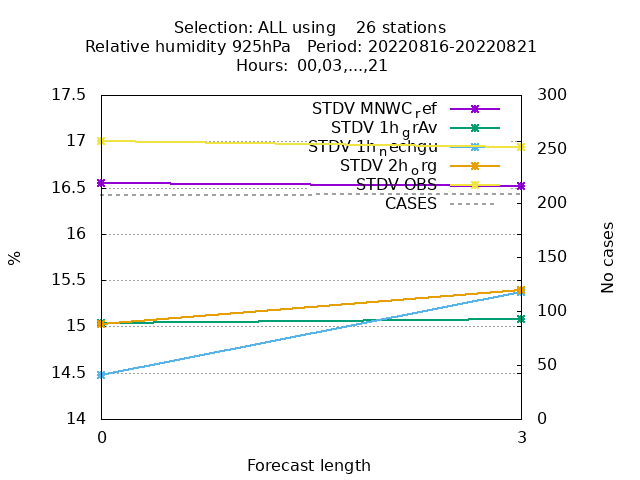 Selection: ALL using    26 stations
Relative humidity 925hPa   Period: 20220816-20220821
Hours: 00,03,...,21
17.5
17
16.5
16
15.5
15
14.5
14
%
STDV MNWC_ref
STDV 1h_grAv
STDV 1h_nechgu
STDV 2h_org
STDV OBS
CASES
300
250
200
150
100
50
0
No cases
0
3
Forecast length